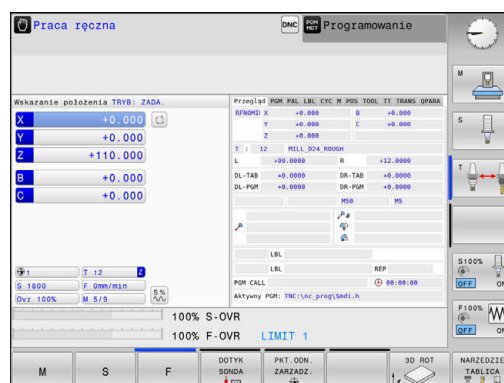 Praca ręczna
DNC
PGM MOT
Programowanie
Wskazanie położenia TRYB: ZADA.
X +0.000
Y +0.000
Z +110.000
B +0.000
C +0.000
1 T 12 Z
S 1800 F 0mm/min
Ovr 100% M 5/9
S %
Przegląd PGM PAL LBL CYC M POS TOOL TT TRANS QPARA
RFNOMI X +0.000 B +0.000
Y +0.000 C +0.000
Z +0.000
T : 12 MILL_D24_ROUGH
L +90.0000 R +12.0000
DL-TAB +0.0000 DR-TAB +0.0000
DL-PGM +0.0000 DR-PGM +0.0000
M50 M5
P #
P
LBL
LBL REP
PGM CALL 00:00:00
Aktywny PGM: TNC:\nc_prog\$mdi.h
100% S-OVR
100% F-OVR LIMIT 1
M
S
T
S100%
OFF ON
F100%
OFF ON
M
S
F
DOTYK SONDA
PKT.ODN. ZARZADZ.
3D ROT
NARZEDZIE TABLICA